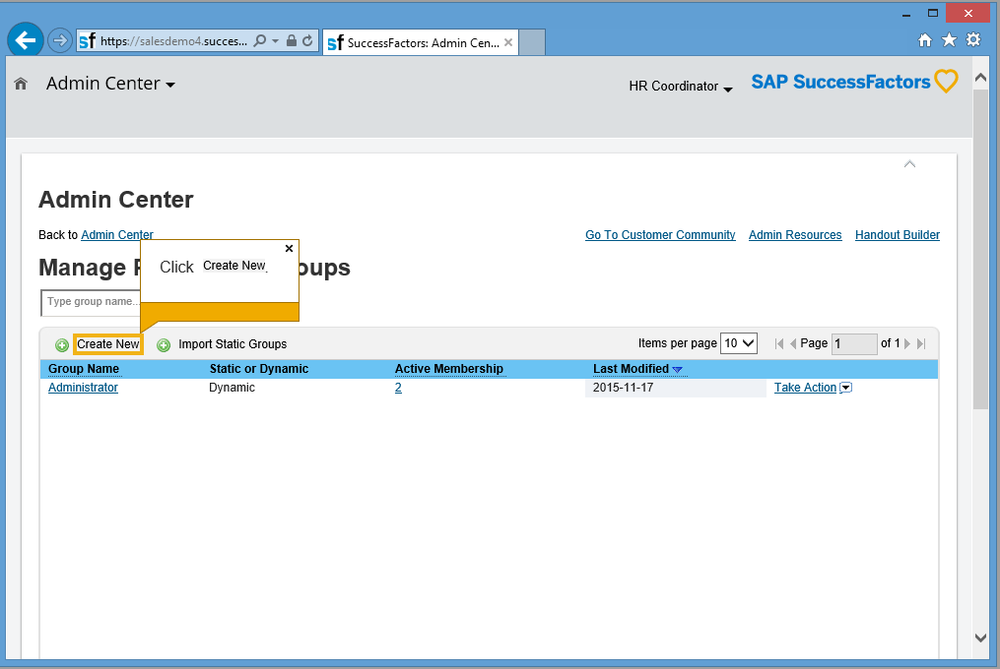 https://salesdemo4.succes...
SuccessFactors: Admin Cen...
Admin Center
HR Coordinator
SAP SuccessFactors
Admin Center
Back to Admin Center
Go To Customer Community Admin Resources Handout Builder
Manage
oups
Click Create New.
Type group name...
Create New Import Static Groups
Items per page 10 Page 1 of 1
Group Name Static or Dynamic Active Membership Last Modified
Administrator Dynamic 2 2015-11-17 Take Action